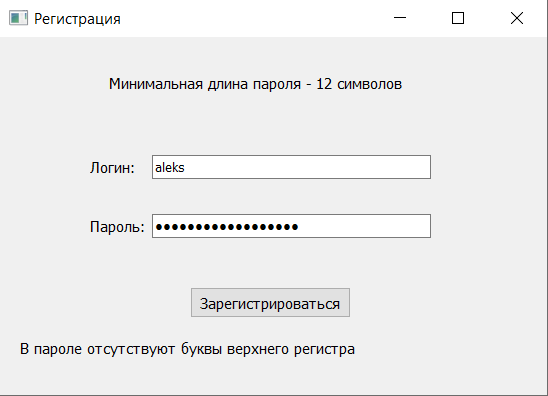 Регистрация
Минимальная длина пароля - 12 символов
Логин: aleks
Пароль: ••••••••••••••••••
Зарегистрироваться
В пароле отсутствуют буквы верхнего регистра